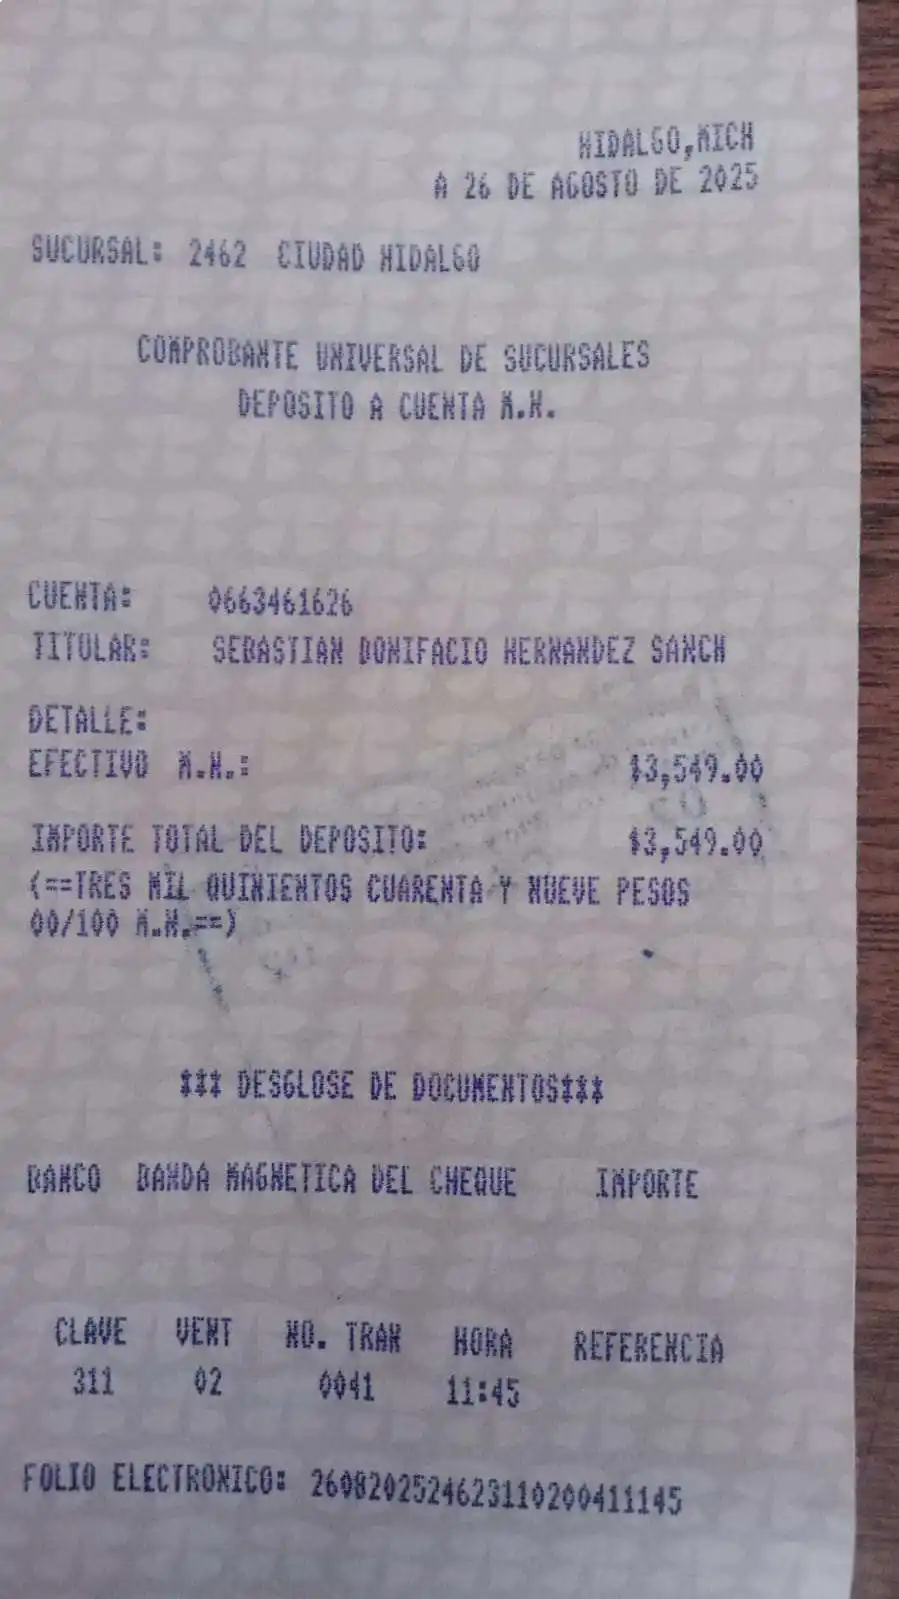 HIDALGO,MICH
A 26 DE AGOSTO DE 2025
SUCURSAL: 2462 CIUDAD HIDALGO
COMPROBANTE UNIVERSAL DE SUCURSALES
DEPOSITO A CUENTA M.N.
CUENTA: 0663461626
TITULAR: SEBASTIAN BONIFACIO HERNANDEZ SANCH
DETALLE:
EFECTIVO M.N.: $3,549.00
IMPORTE TOTAL DEL DEPOSITO: $3,549.00
(==TRES MIL QUINIENTOS CUARENTA Y NUEVE PESOS
00/100 M.N.==)
*** DESGLOSE DE DOCUMENTOS***
BANCO BANDA MAGNETICA DEL CHEQUE IMPORTE
CLAVE VENT NO. TRAN HORA REFERENCIA
311 02 0041 11:45
FOLIO ELECTRONICO: 260820252462311020041145